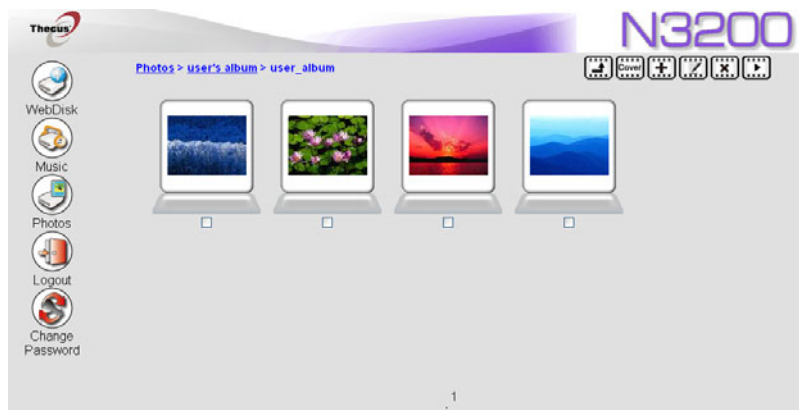 Thecus
N3200
Photos > user's album > user_album
Cover
WebDisk
Music
Photos
Logout
Change
Password
1